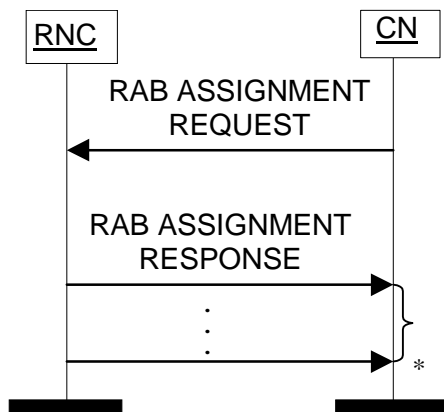 RNC
CN
RAB ASSIGNMENT
REQUEST
RAB ASSIGNMENT
RESPONSE
*